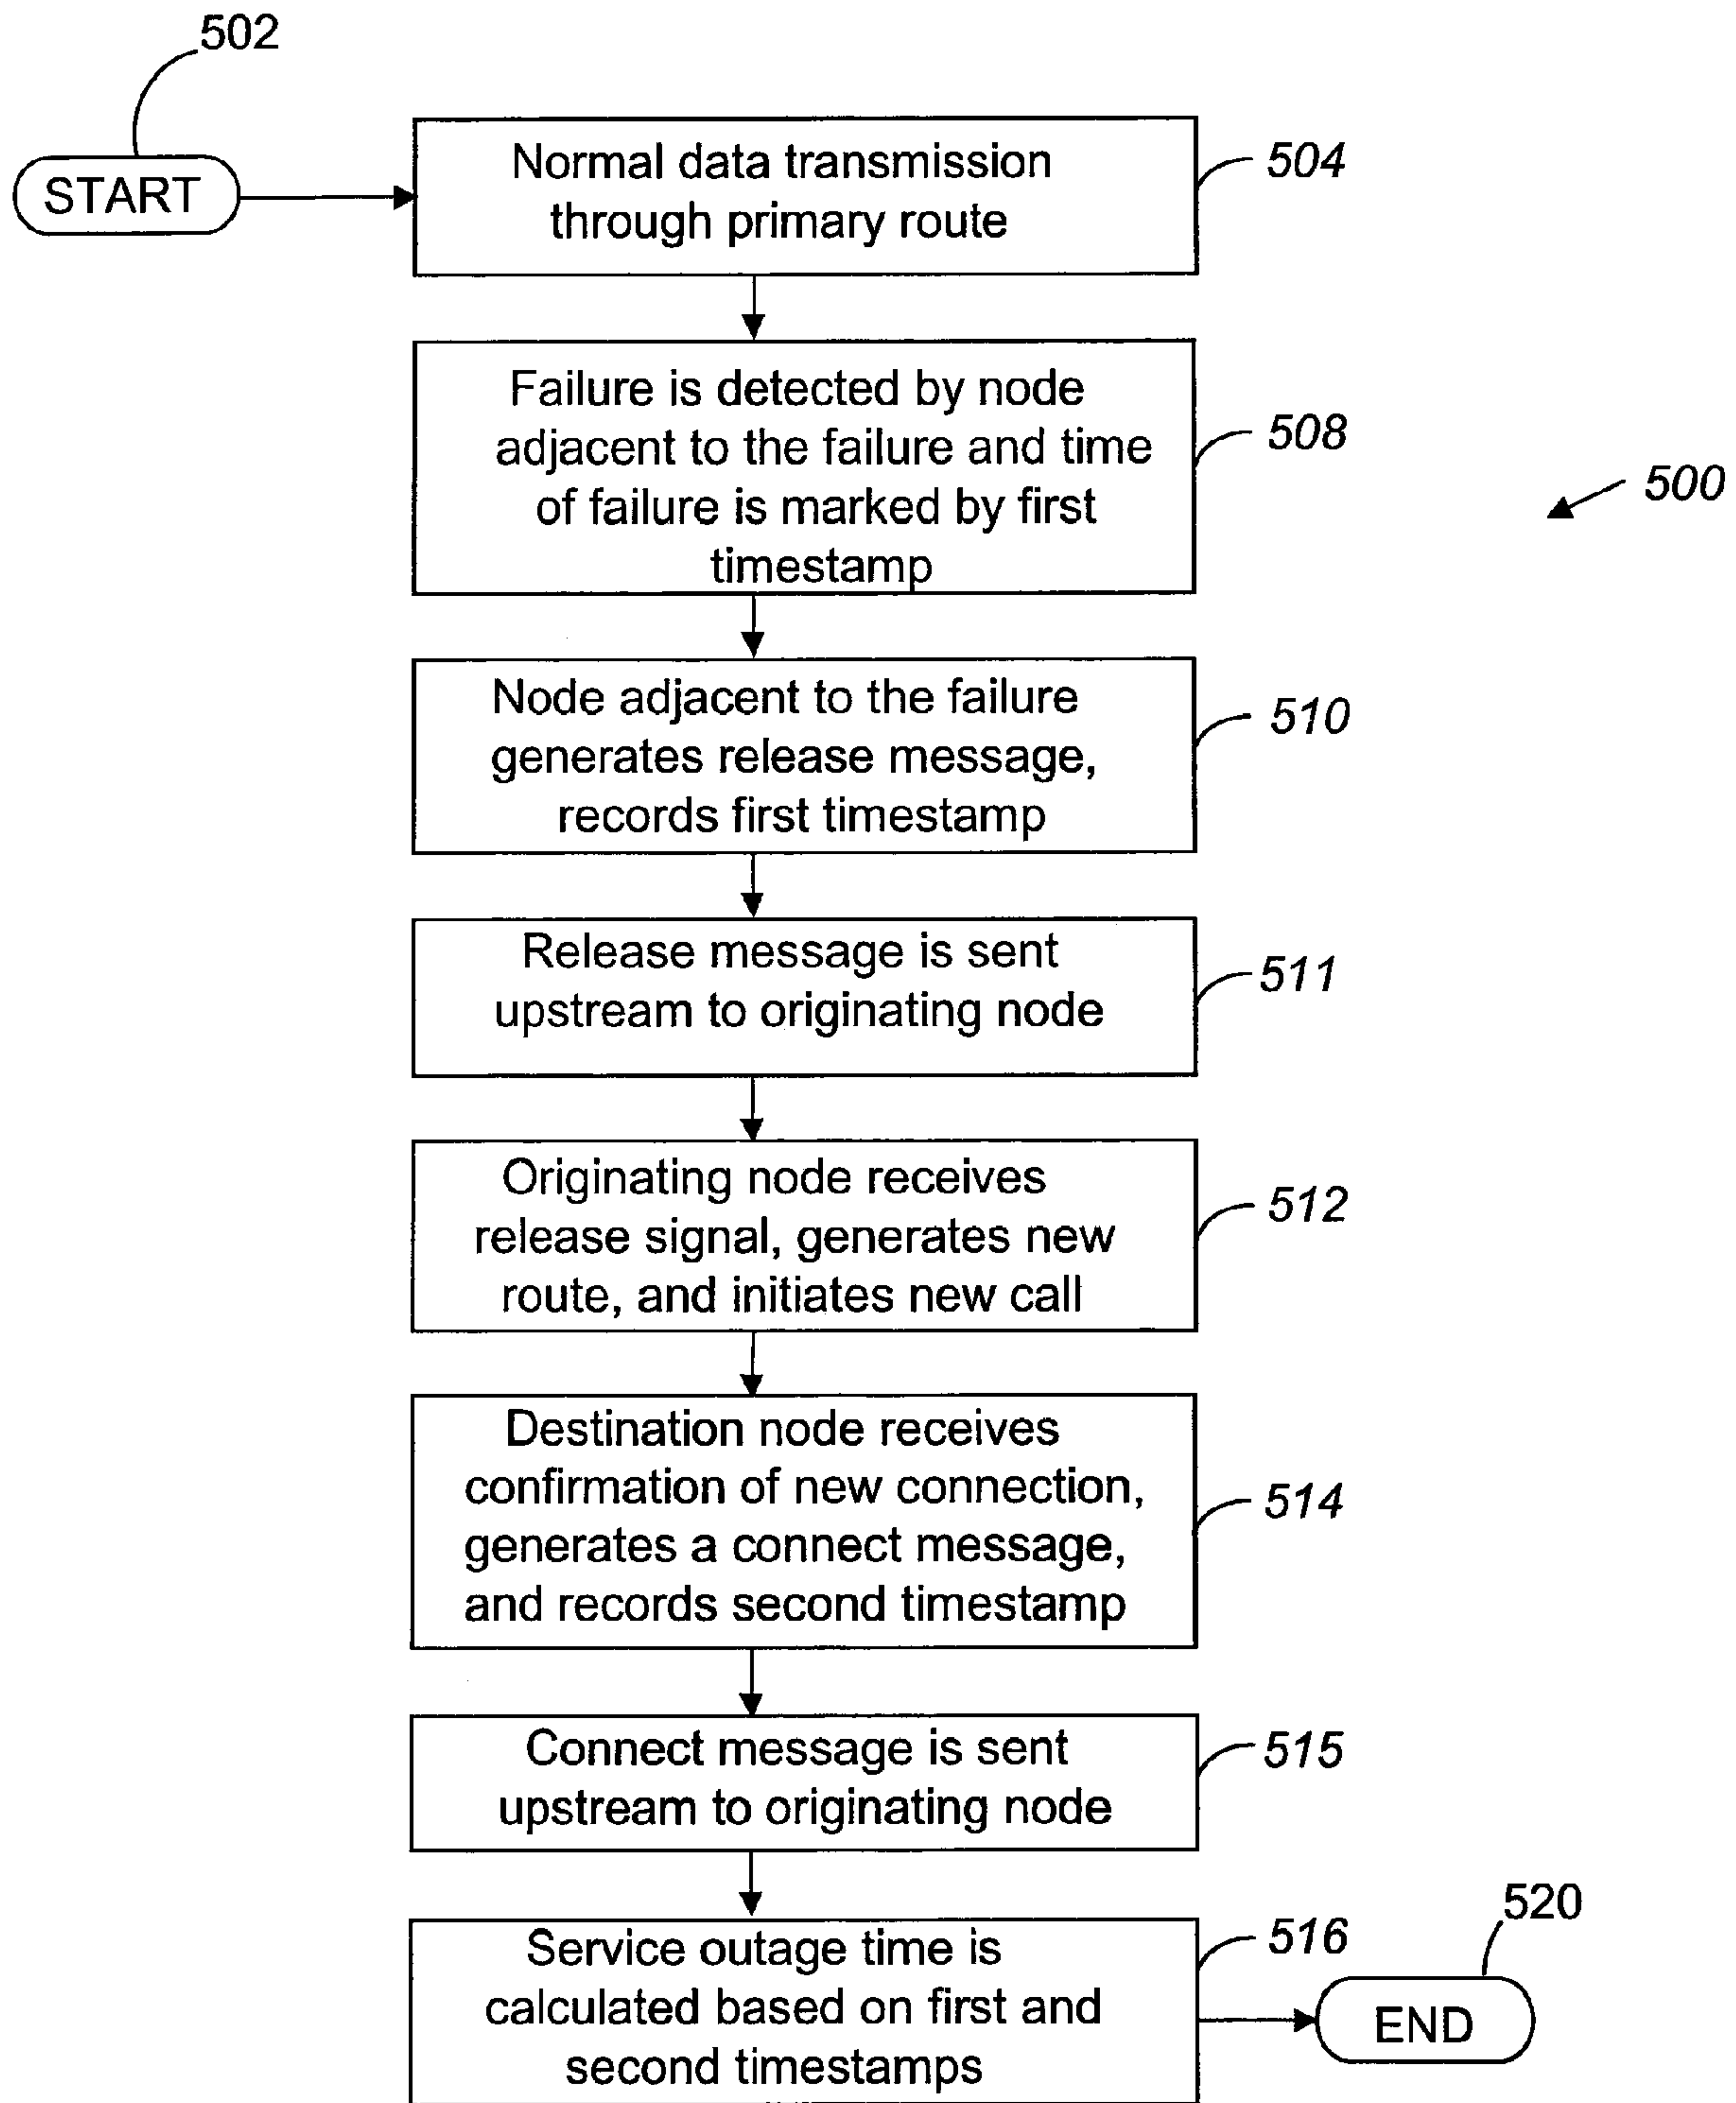 502
START
Normal data transmission
through primary route
504
Failure is detected by node
adjacent to the failure and time
of failure is marked by first
timestamp
508
500
Node adjacent to the failure
generates release message,
records first timestamp
510
Release message is sent
upstream to originating node
511
Originating node receives
release signal, generates new
route, and initiates new call
512
Destination node receives
confirmation of new connection,
generates a connect message,
and records second timestamp
514
Connect message is sent
upstream to originating node
515
Service outage time is
calculated based on first and
second timestamps
516
520
END